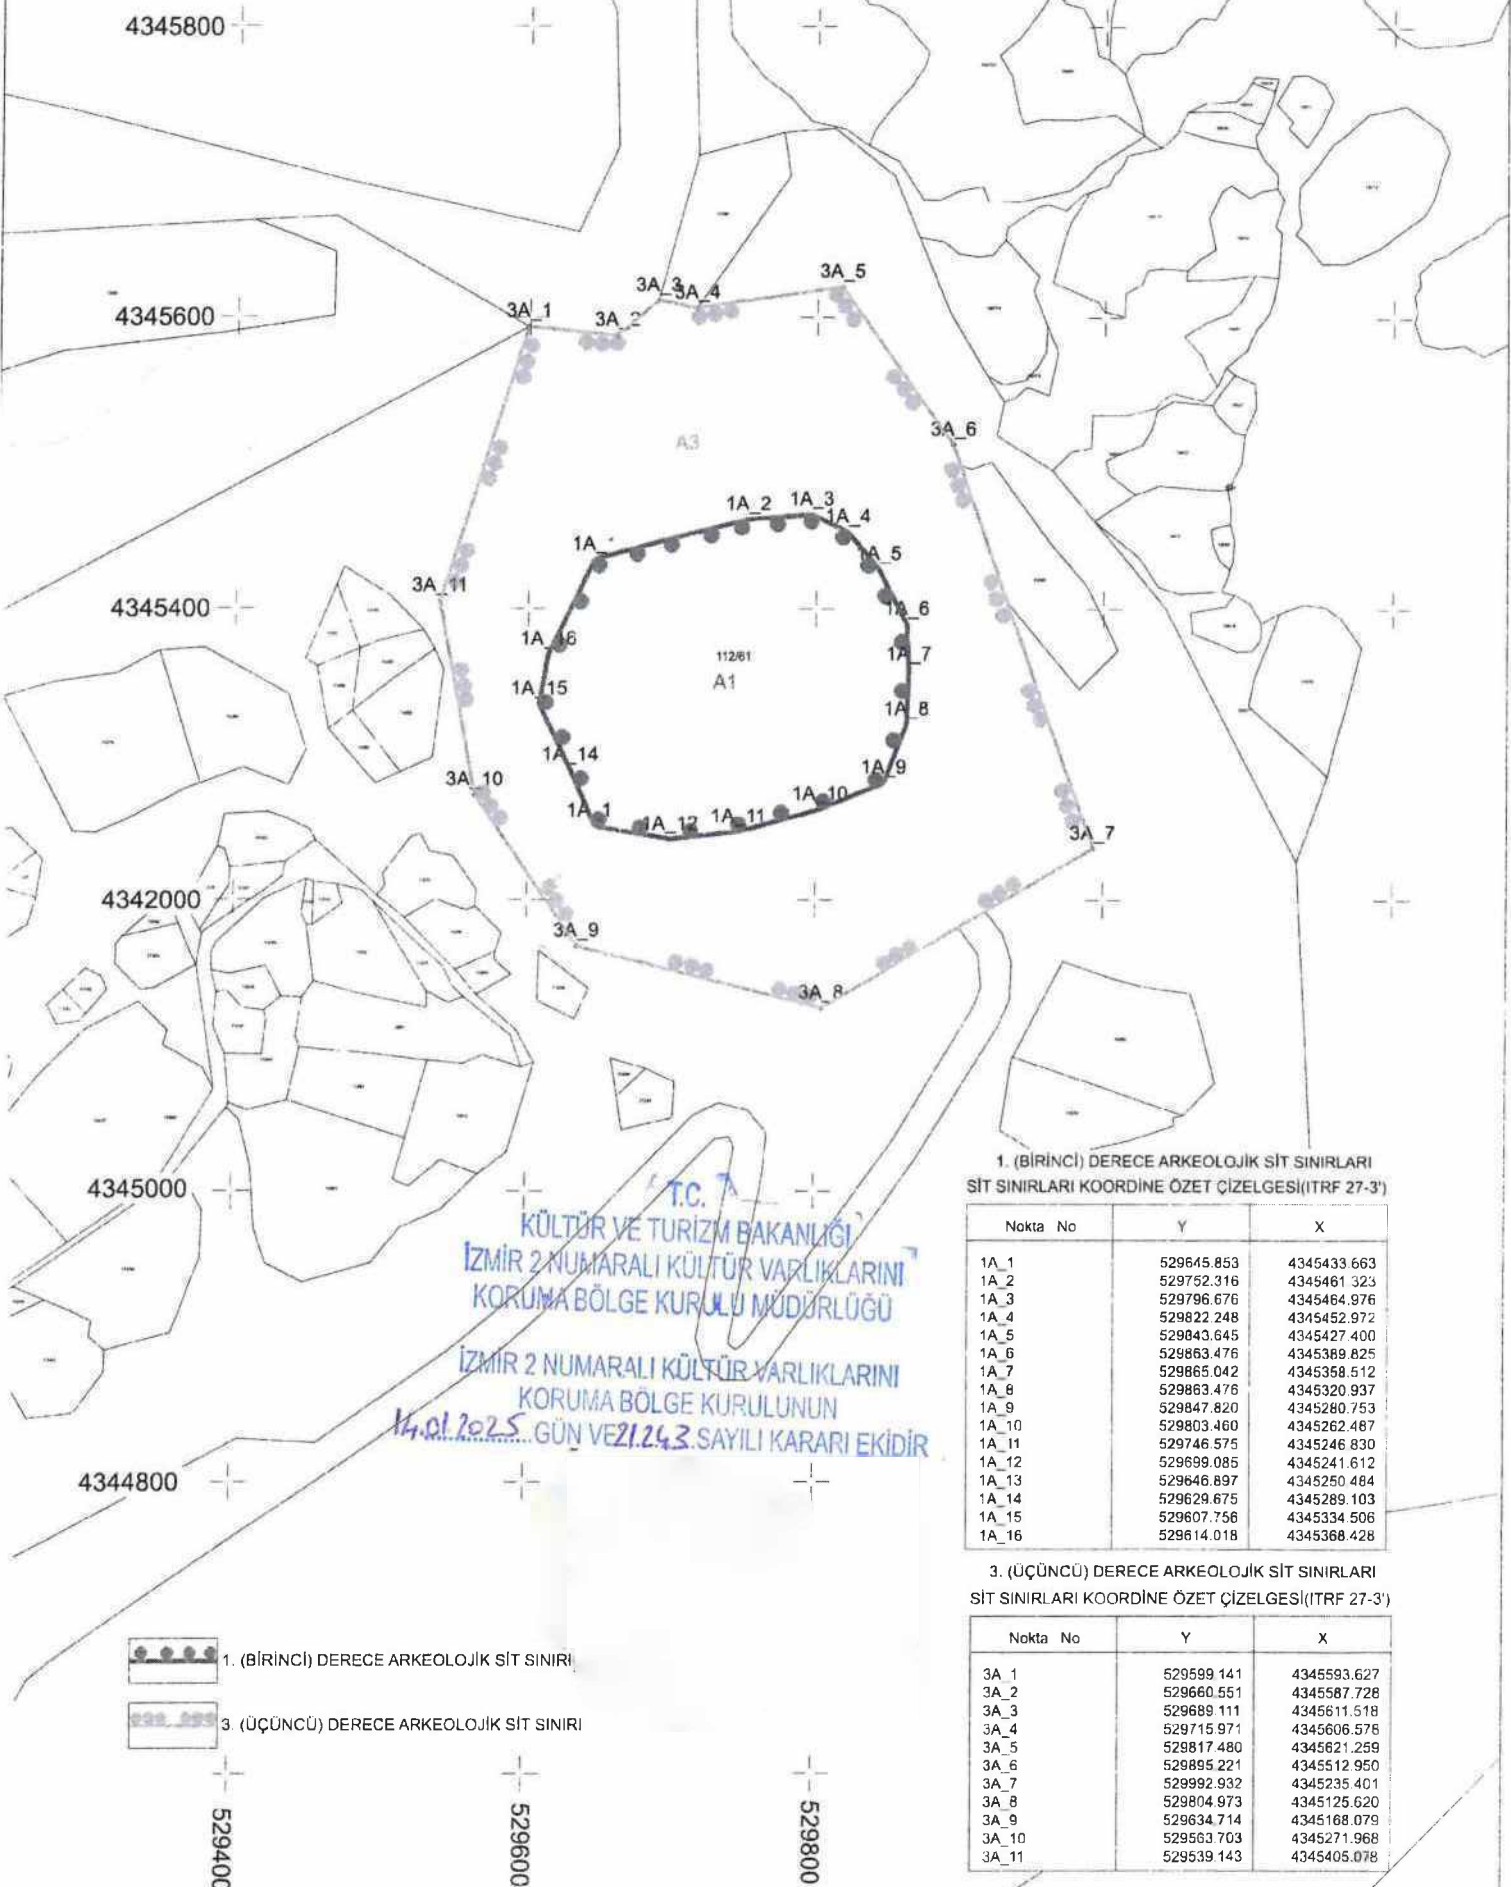 4345800
3A_5
3A_3
3A_4
4345600
3A_1
3A_2
3A_6
A3
1A_2
1A_3
1A_4
1A_
1A_5
3A_11
4345400
1A_6
1A_16
112/61
1A_7
A1
1A_15
1A_8
1A_14
1A_9
3A_10
1A_10
1A_1
1A_12
1A_11
3A_7
4342000
3A_9
3A_8
4345000
T.C.
KÜLTÜR VE TURİZM BAKANLIĞI
İZMİR 2 NUMARALI KÜLTÜR VARLIKLARINI
KORUMA BÖLGE KURULU MÜDÜRLÜĞÜ
İZMİR 2 NUMARALI KÜLTÜR VARLIKLARINI
KORUMA BÖLGE KURULUNUN
14.01.2025 GÜN VE 21243 SAYILI KARARI EKİDİR
4344800
1. (BİRİNCİ) DERECE ARKEOLOJİK SİT SINIRLARI
SİT SINIRLARI KOORDİNE ÖZET ÇİZELGESİ(ITRF 27-3')
Nokta No Y X
1A_1 529645.853 4345433.663
1A_2 529752.316 4345461.323
1A_3 529796.676 4345464.976
1A_4 529822.248 4345452.972
1A_5 529843.645 4345427.400
1A_6 529863.476 4345389.825
1A_7 529865.042 4345358.512
1A_8 529863.476 4345320.937
1A_9 529847.820 4345280.753
1A_10 529803.460 4345262.487
1A_11 529746.575 4345246.830
1A_12 529699.085 4345241.612
1A_13 529646.897 4345250.484
1A_14 529629.675 4345289.103
1A_15 529607.756 4345334.506
1A_16 529614.018 4345368.428
3. (ÜÇÜNCÜ) DERECE ARKEOLOJİK SİT SINIRLARI
SİT SINIRLARI KOORDİNE ÖZET ÇİZELGESİ(ITRF 27-3')
Nokta No Y X
3A_1 529599.141 4345593.627
3A_2 529660.551 4345587.728
3A_3 529689.111 4345611.518
3A_4 529715.971 4345606.578
3A_5 529817.480 4345621.259
3A_6 529895.221 4345512.950
3A_7 529992.932 4345235.401
3A_8 529804.973 4345125.620
3A_9 529634.714 4345168.079
3A_10 529563.703 4345271.968
3A_11 529539.143 4345405.078
1. (BİRİNCİ) DERECE ARKEOLOJİK SİT SINIRI
3. (ÜÇÜNCÜ) DERECE ARKEOLOJİK SİT SINIRI
529400
529600
529800